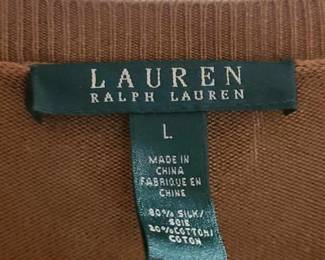 LAUREN
RALPH LAUREN
L
MADE IN
CHINA
FABRIQUE EN
CHINE
80% SILK/
SOIE
20% COTTON/
COTON